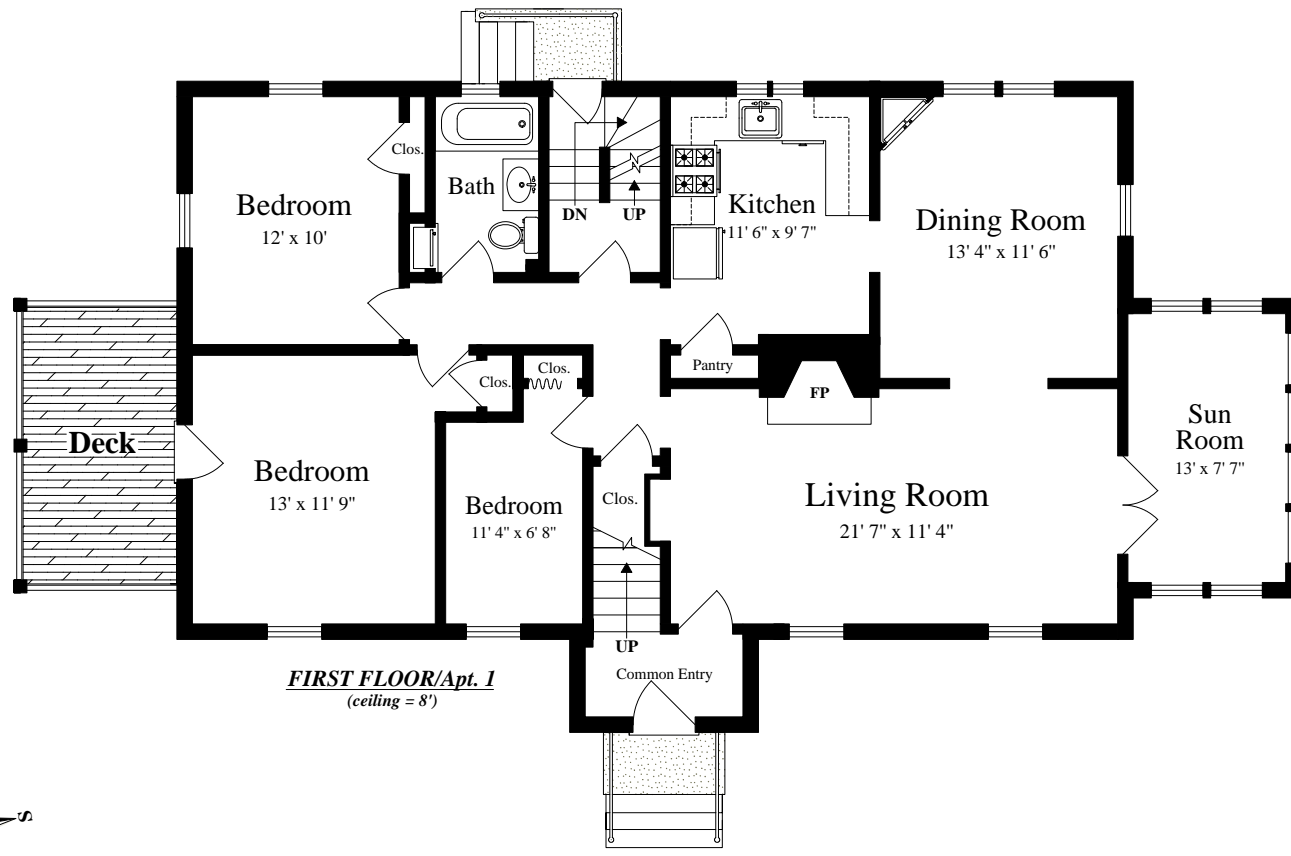 Clos.
Bedroom
12' x 10'
Bath
DN
UP
Kitchen
11' 6" x 9' 7"
Dining Room
13' 4" x 11' 6"
Pantry
FP
Clos.
Clos.
Deck
Bedroom
13' x 11' 9"
Bedroom
11' 4" x 6' 8"
Clos.
Living Room
21' 7" x 11' 4"
Sun
Room
13' x 7' 7"
UP
Common Entry
FIRST FLOOR/Apt. 1
(ceiling = 8')
S